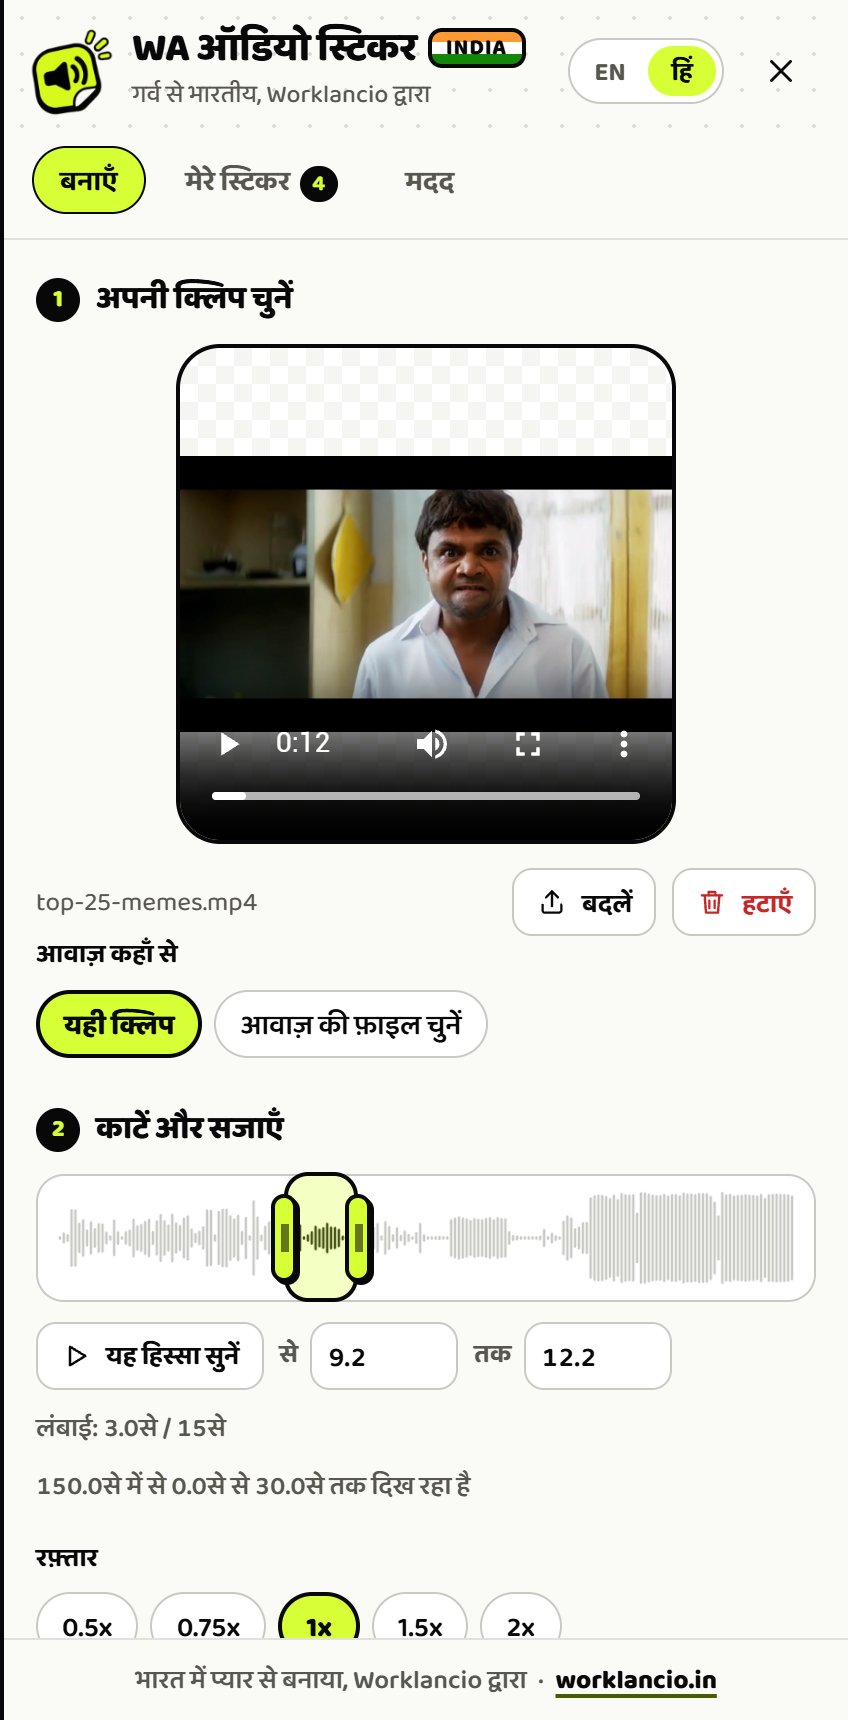 WA ऑडियो स्टिकर INDIA
गर्व से भारतीय, Worklancio द्वारा
EN हिं
बनाएँ मेरे स्टिकर 4 मदद
1 अपनी क्लिप चुनें
0:12
top-25-memes.mp4 बदलें हटाएँ
आवाज़ कहाँ से
यही क्लिप आवाज़ की फ़ाइल चुनें
2 काटें और सजाएँ
यह हिस्सा सुनें से 9.2 तक 12.2
लंबाई: 3.0से / 15से
150.0से में से 0.0से से 30.0से तक दिख रहा है
रफ़्तार
0.5x 0.75x 1x 1.5x 2x
भारत में प्यार से बनाया, Worklancio द्वारा · worklancio.in